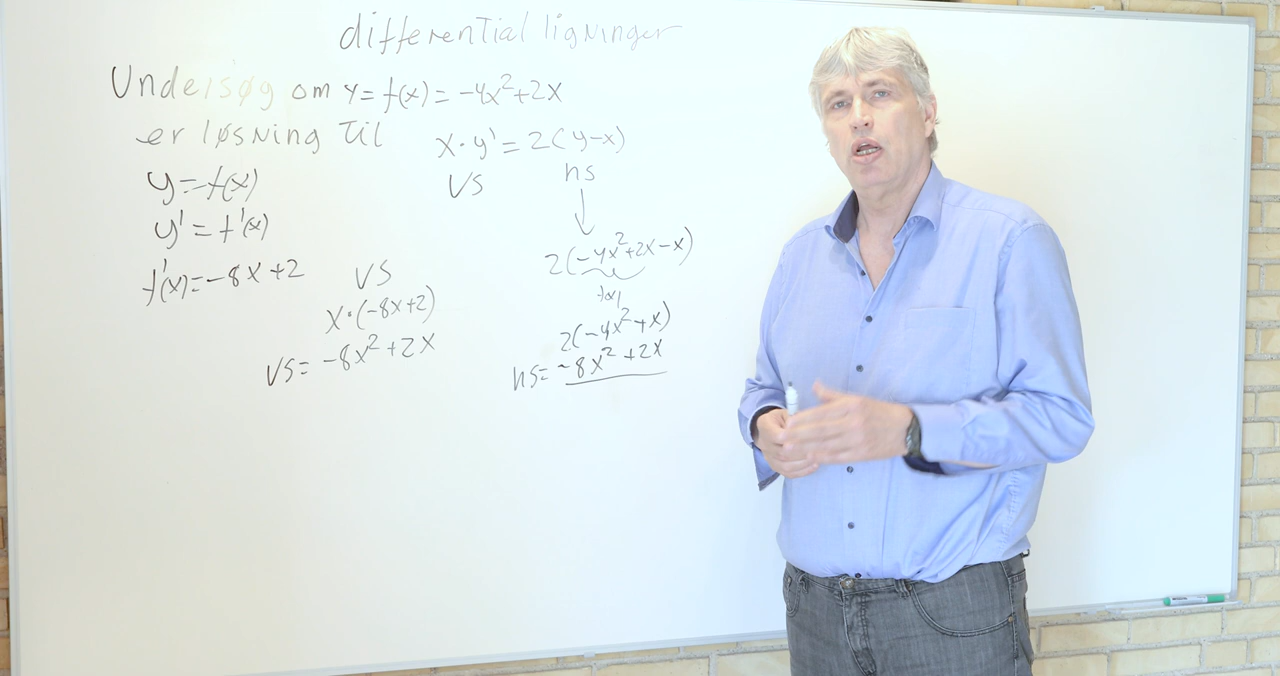 differential ligninger
Undersøg om y = f(x) = -4x²+2x
er løsning til x·y' = 2(y-x)
vs hs
y = f(x)
y' = f'(x)
f'(x) = -8x+2
vs
x·(-8x+2)
vs = -8x²+2x
2(-4x²+2x-x)
f(x)
2(-4x²+x)
hs = -8x²+2x